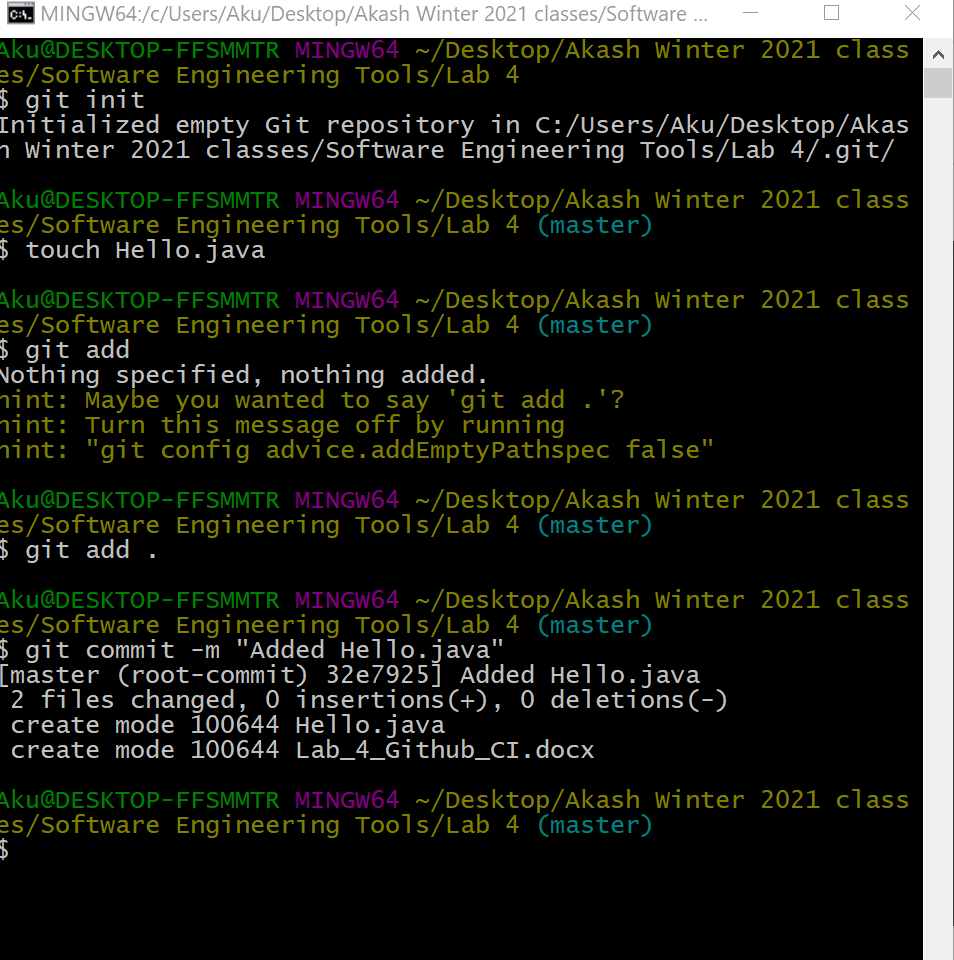 MINGW64:/c/Users/Aku/Desktop/Akash Winter 2021 classes/Software ...
Aku@DESKTOP-FFSMMTR MINGW64 ~/Desktop/Akash Winter 2021 class
es/Software Engineering Tools/Lab 4
$ git init
Initialized empty Git repository in C:/Users/Aku/Desktop/Akas
h Winter 2021 classes/Software Engineering Tools/Lab 4/.git/
Aku@DESKTOP-FFSMMTR MINGW64 ~/Desktop/Akash Winter 2021 class
es/Software Engineering Tools/Lab 4 (master)
$ touch Hello.java
Aku@DESKTOP-FFSMMTR MINGW64 ~/Desktop/Akash Winter 2021 class
es/Software Engineering Tools/Lab 4 (master)
$ git add
Nothing specified, nothing added.
hint: Maybe you wanted to say 'git add .'?
hint: Turn this message off by running
hint: "git config advice.addEmptyPathspec false"
Aku@DESKTOP-FFSMMTR MINGW64 ~/Desktop/Akash Winter 2021 class
es/Software Engineering Tools/Lab 4 (master)
$ git add .
Aku@DESKTOP-FFSMMTR MINGW64 ~/Desktop/Akash Winter 2021 class
es/Software Engineering Tools/Lab 4 (master)
$ git commit -m "Added Hello.java"
[master (root-commit) 32e7925] Added Hello.java
2 files changed, 0 insertions(+), 0 deletions(-)
create mode 100644 Hello.java
create mode 100644 Lab_4_Github_CI.docx
Aku@DESKTOP-FFSMMTR MINGW64 ~/Desktop/Akash Winter 2021 class
es/Software Engineering Tools/Lab 4 (master)
$